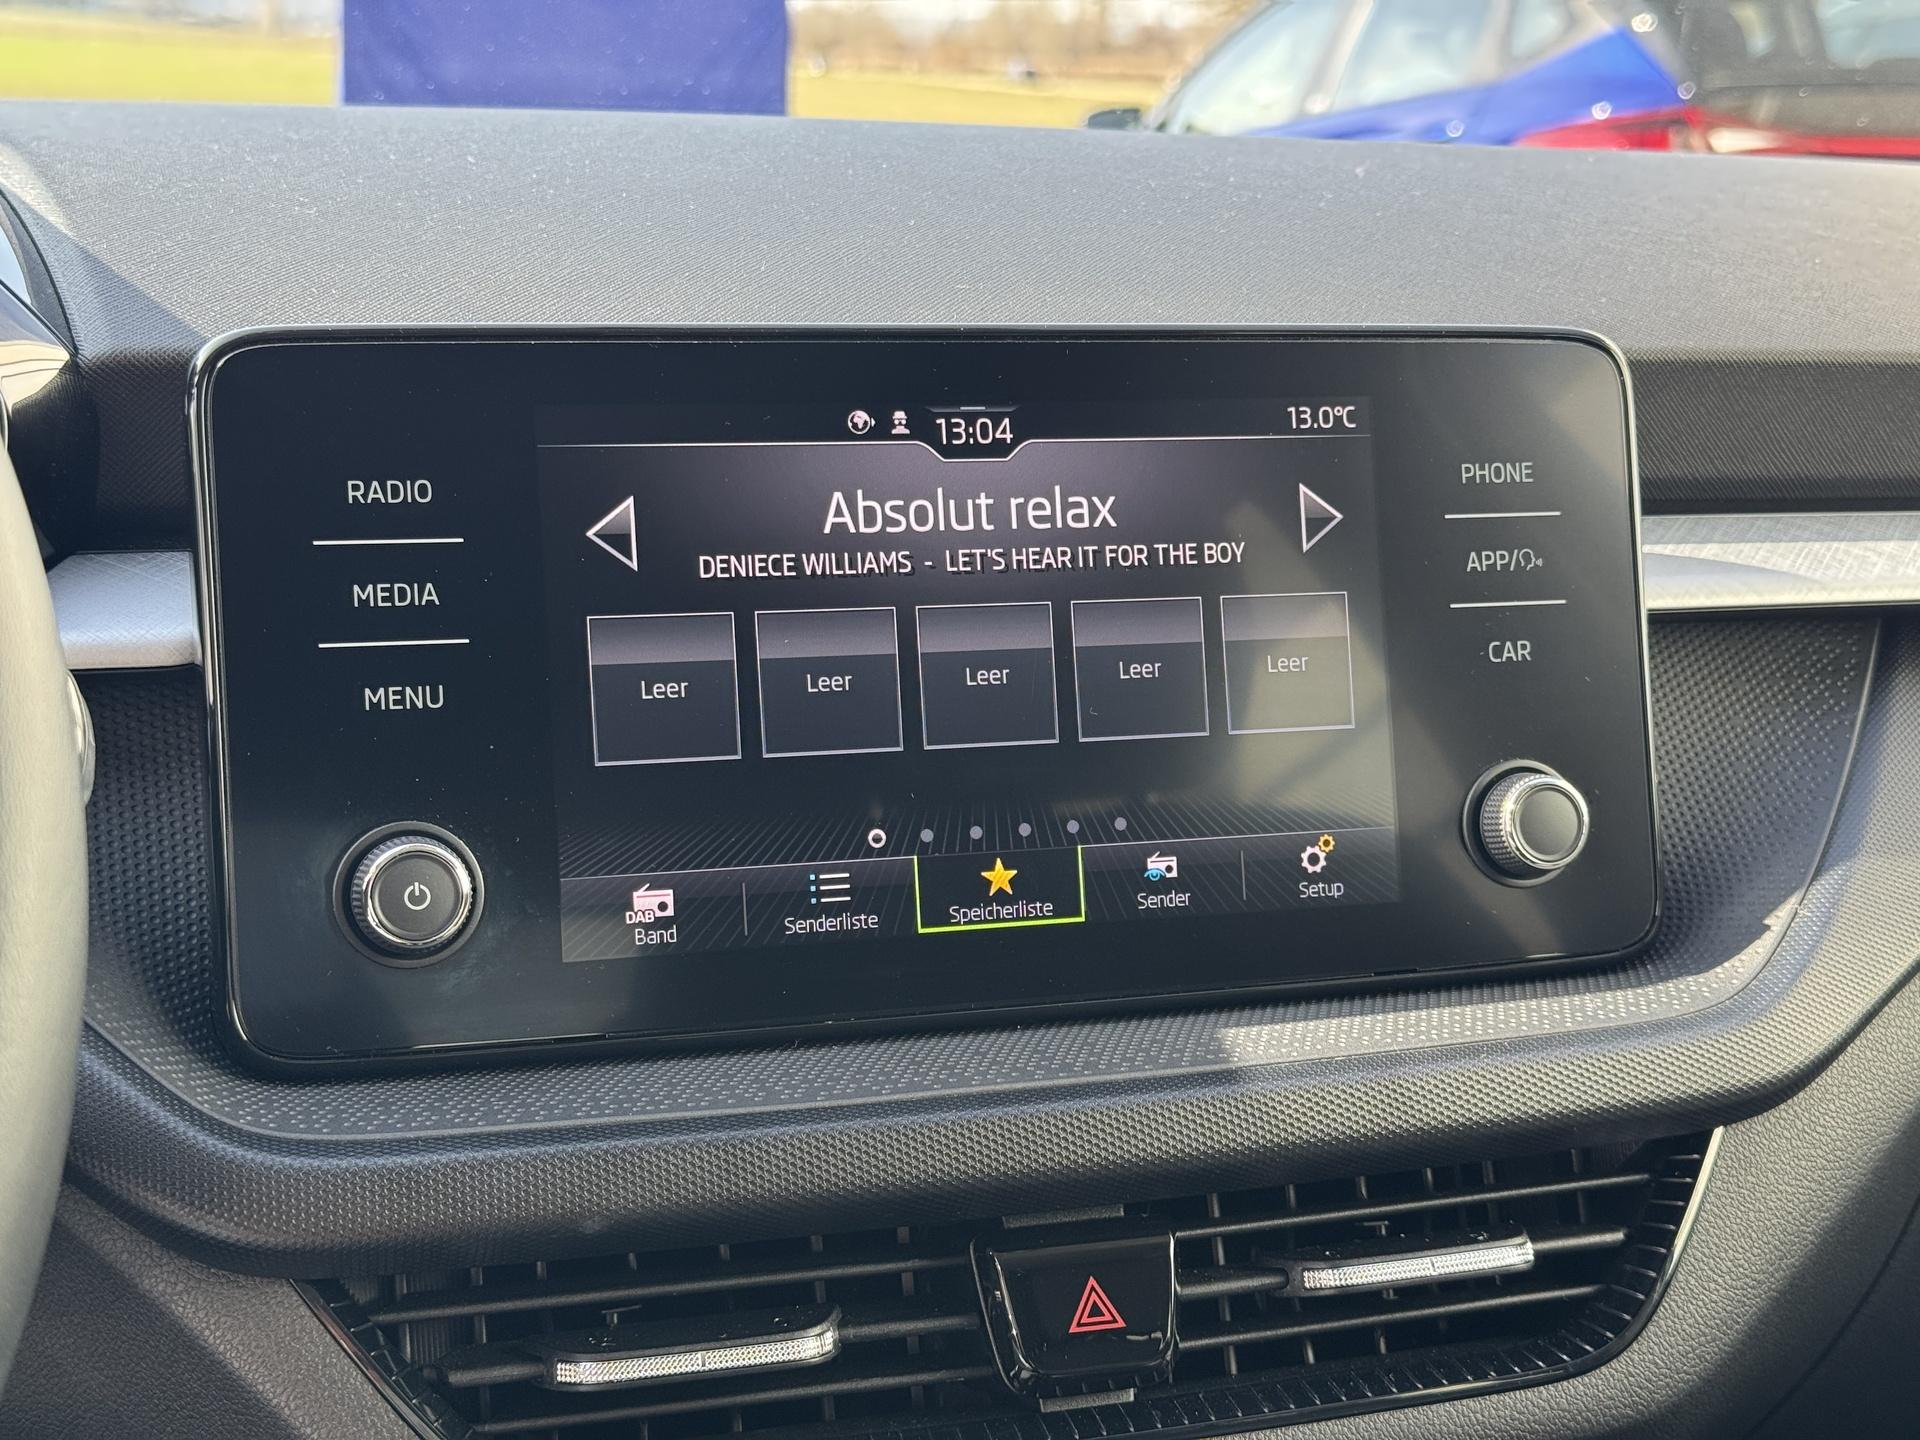 13:04
13.0°C
RADIO
MEDIA
MENU
Absolut relax
DENIECE WILLIAMS - LET'S HEAR IT FOR THE BOY
Leer
Leer
Leer
Leer
Leer
DAB
Band
Senderliste
Speicherliste
Sender
Setup
PHONE
APP/
CAR